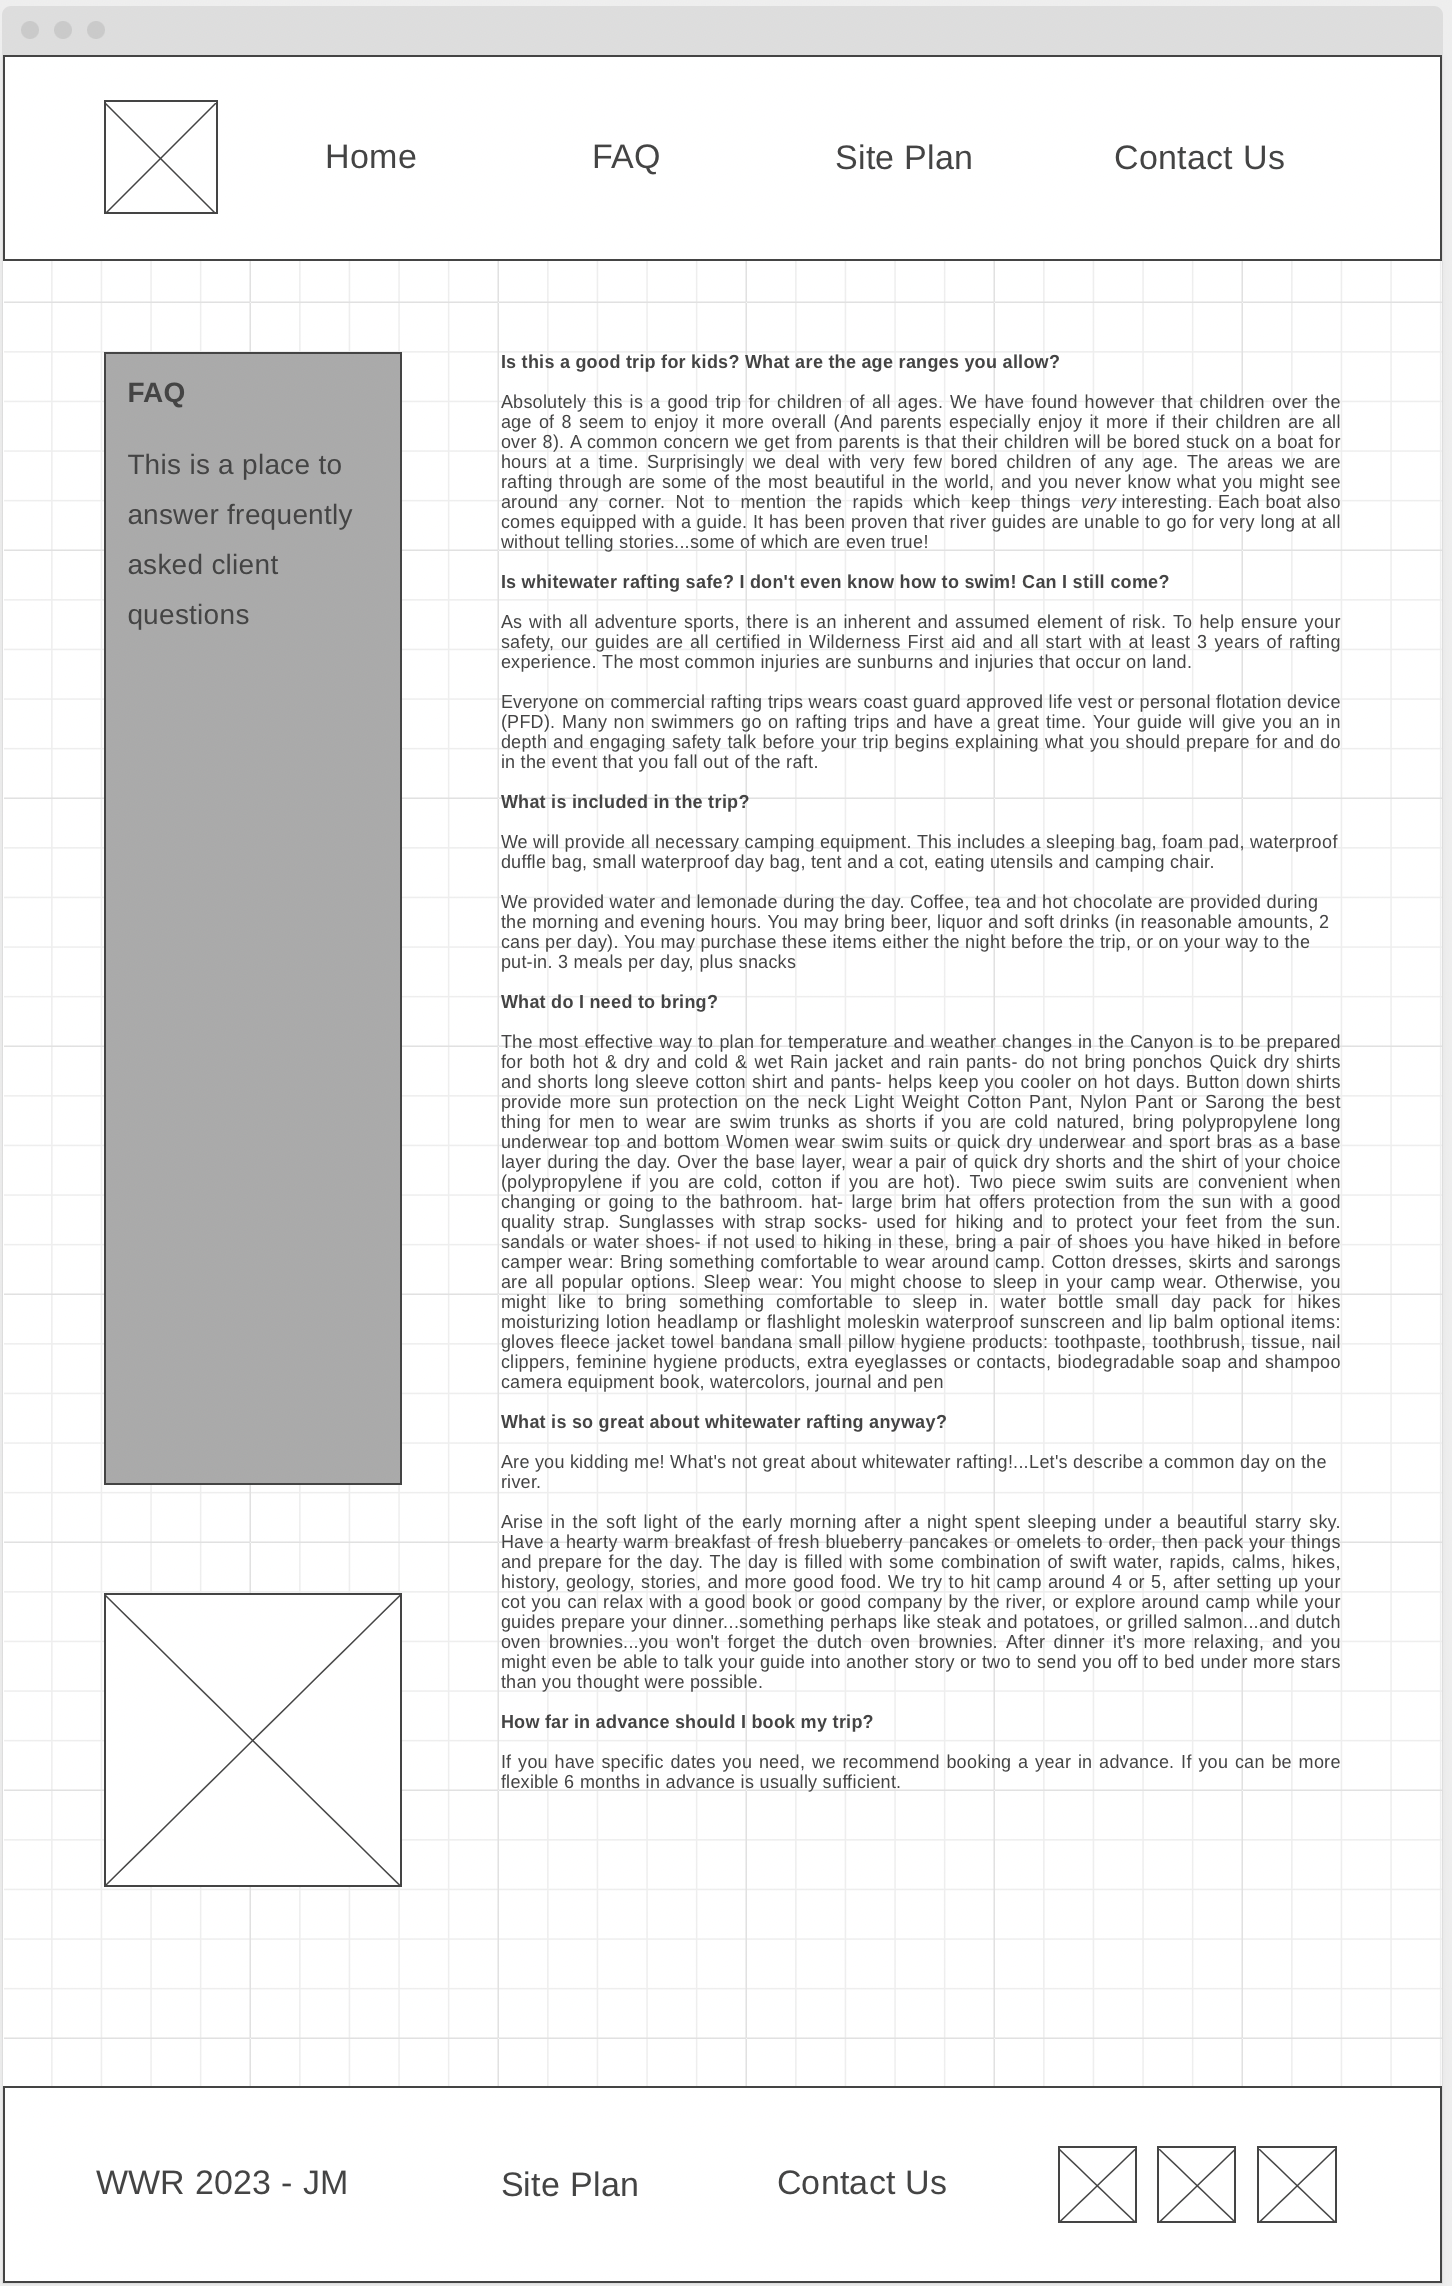 Home FAQ Site Plan Contact Us
FAQ
This is a place to
answer frequently
asked client
questions
Is this a good trip for kids? What are the age ranges you allow?
Absolutely this is a good trip for children of all ages. We have found however that children over the
age of 8 seem to enjoy it more overall (And parents especially enjoy it more if their children are all
over 8). A common concern we get from parents is that their children will be bored stuck on a boat for
hours at a time. Surprisingly we deal with very few bored children of any age. The areas we are
rafting through are some of the most beautiful in the world, and you never know what you might see
around any corner. Not to mention the rapids which keep things very interesting. Each boat also
comes equipped with a guide. It has been proven that river guides are unable to go for very long at all
without telling stories...some of which are even true!
Is whitewater rafting safe? I don't even know how to swim! Can I still come?
As with all adventure sports, there is an inherent and assumed element of risk. To help ensure your
safety, our guides are all certified in Wilderness First aid and all start with at least 3 years of rafting
experience. The most common injuries are sunburns and injuries that occur on land.
Everyone on commercial rafting trips wears coast guard approved life vest or personal flotation device
(PFD). Many non swimmers go on rafting trips and have a great time. Your guide will give you an in
depth and engaging safety talk before your trip begins explaining what you should prepare for and do
in the event that you fall out of the raft.
What is included in the trip?
We will provide all necessary camping equipment. This includes a sleeping bag, foam pad, waterproof
duffle bag, small waterproof day bag, tent and a cot, eating utensils and camping chair.
We provided water and lemonade during the day. Coffee, tea and hot chocolate are provided during
the morning and evening hours. You may bring beer, liquor and soft drinks (in reasonable amounts, 2
cans per day). You may purchase these items either the night before the trip, or on your way to the
put-in. 3 meals per day, plus snacks
What do I need to bring?
The most effective way to plan for temperature and weather changes in the Canyon is to be prepared
for both hot & dry and cold & wet Rain jacket and rain pants- do not bring ponchos Quick dry shirts
and shorts long sleeve cotton shirt and pants- helps keep you cooler on hot days. Button down shirts
provide more sun protection on the neck Light Weight Cotton Pant, Nylon Pant or Sarong the best
thing for men to wear are swim trunks as shorts if you are cold natured, bring polypropylene long
underwear top and bottom Women wear swim suits or quick dry underwear and sport bras as a base
layer during the day. Over the base layer, wear a pair of quick dry shorts and the shirt of your choice
(polypropylene if you are cold, cotton if you are hot). Two piece swim suits are convenient when
changing or going to the bathroom. hat- large brim hat offers protection from the sun with a good
quality strap. Sunglasses with strap socks- used for hiking and to protect your feet from the sun.
sandals or water shoes- if not used to hiking in these, bring a pair of shoes you have hiked in before
camper wear: Bring something comfortable to wear around camp. Cotton dresses, skirts and sarongs
are all popular options. Sleep wear: You might choose to sleep in your camp wear. Otherwise, you
might like to bring something comfortable to sleep in. water bottle small day pack for hikes
moisturizing lotion headlamp or flashlight moleskin waterproof sunscreen and lip balm optional items:
gloves fleece jacket towel bandana small pillow hygiene products: toothpaste, toothbrush, tissue, nail
clippers, feminine hygiene products, extra eyeglasses or contacts, biodegradable soap and shampoo
camera equipment book, watercolors, journal and pen
What is so great about whitewater rafting anyway?
Are you kidding me! What's not great about whitewater rafting!...Let's describe a common day on the
river.
Arise in the soft light of the early morning after a night spent sleeping under a beautiful starry sky.
Have a hearty warm breakfast of fresh blueberry pancakes or omelets to order, then pack your things
and prepare for the day. The day is filled with some combination of swift water, rapids, calms, hikes,
history, geology, stories, and more good food. We try to hit camp around 4 or 5, after setting up your
cot you can relax with a good book or good company by the river, or explore around camp while your
guides prepare your dinner...something perhaps like steak and potatoes, or grilled salmon...and dutch
oven brownies...you won't forget the dutch oven brownies. After dinner it's more relaxing, and you
might even be able to talk your guide into another story or two to send you off to bed under more stars
than you thought were possible.
How far in advance should I book my trip?
If you have specific dates you need, we recommend booking a year in advance. If you can be more
flexible 6 months in advance is usually sufficient.
WWR 2023 - JM Site Plan Contact Us